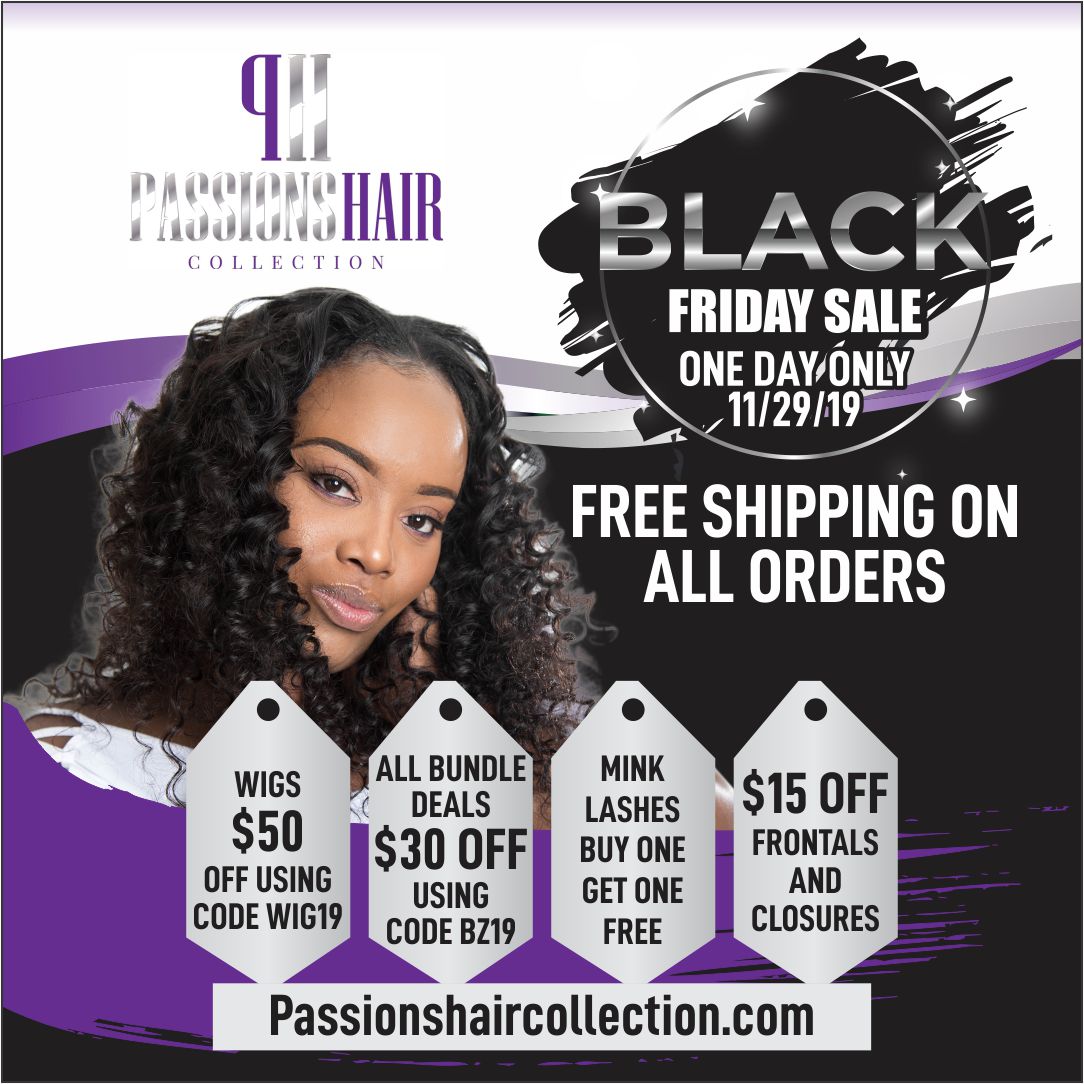 PH
PASSIONSHAIR
COLLECTION
BLACK
FRIDAY SALE
ONE DAY ONLY
11/29/19
FREE SHIPPING ON
ALL ORDERS
WIGS
$50
OFF USING
CODE WIG19
ALL BUNDLE
DEALS
$30 OFF
USING
CODE BZ19
MINK
LASHES
BUY ONE
GET ONE
FREE
$15 OFF
FRONTALS
AND
CLOSURES
Passionshaircollection.com